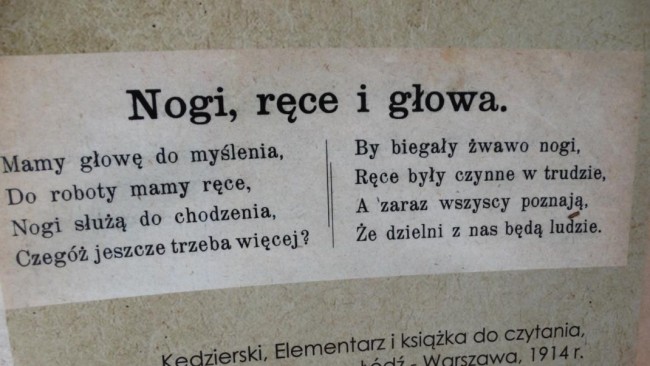 Nogi, ręce i głowa.
Mamy głowę do myślenia,
Do roboty mamy ręce,
Nogi służą do chodzenia,
Czegóż jeszcze trzeba więcej?
By biegały żwawo nogi,
Ręce były czynne w trudzie,
A zaraz wszyscy poznają,
Że dzielni z nas będą ludzie.
Kędzierski, Elementarz i książka do czytania,
- Warszawa, 1914 r.